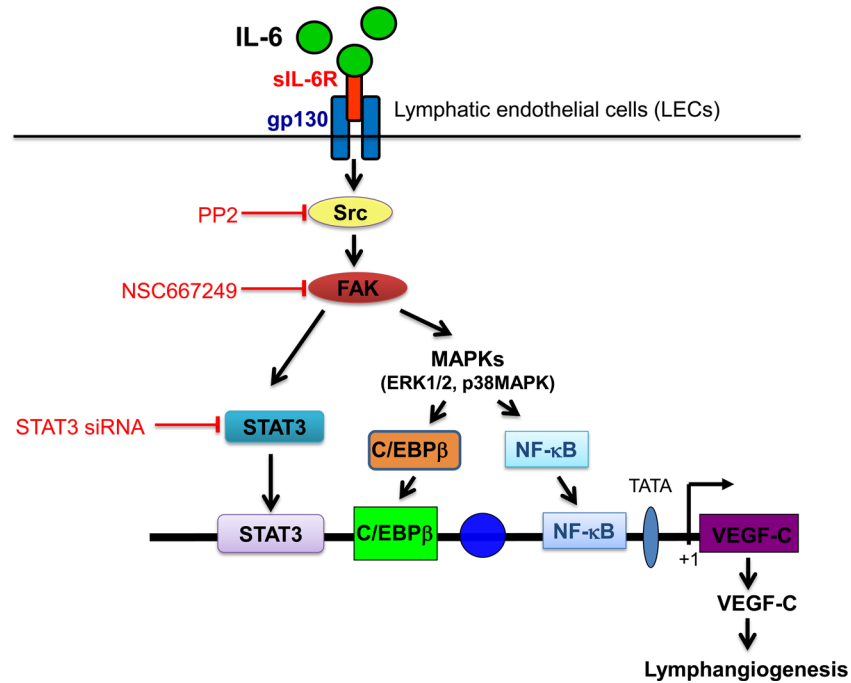 IL-6
sIL-6R
gp130
Lymphatic endothelial cells (LECs)
PP2
Src
NSC667249
FAK
MAPKs
(ERK1/2, p38MAPK)
STAT3 siRNA
STAT3
C/EBPβ
NF-κB
TATA
STAT3
C/EBPβ
NF-κB
+1
VEGF-C
VEGF-C
Lymphangiogenesis